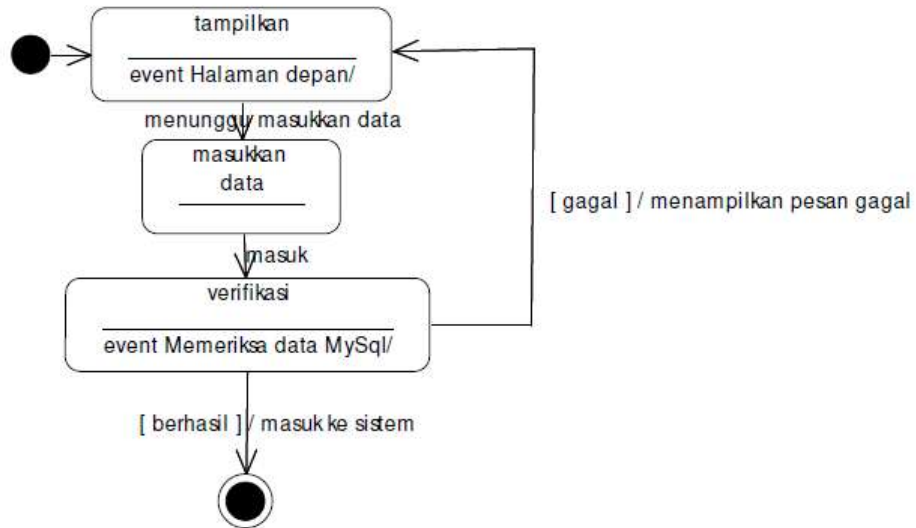 tampilkan
event Halaman depan/
menunggu masukkan data
masukkan
data
[ gagal ] / menampilkan pesan gagal
masuk
verifikasi
event Memeriksa data MySql/
[ berhasil ] / masuk ke sistem